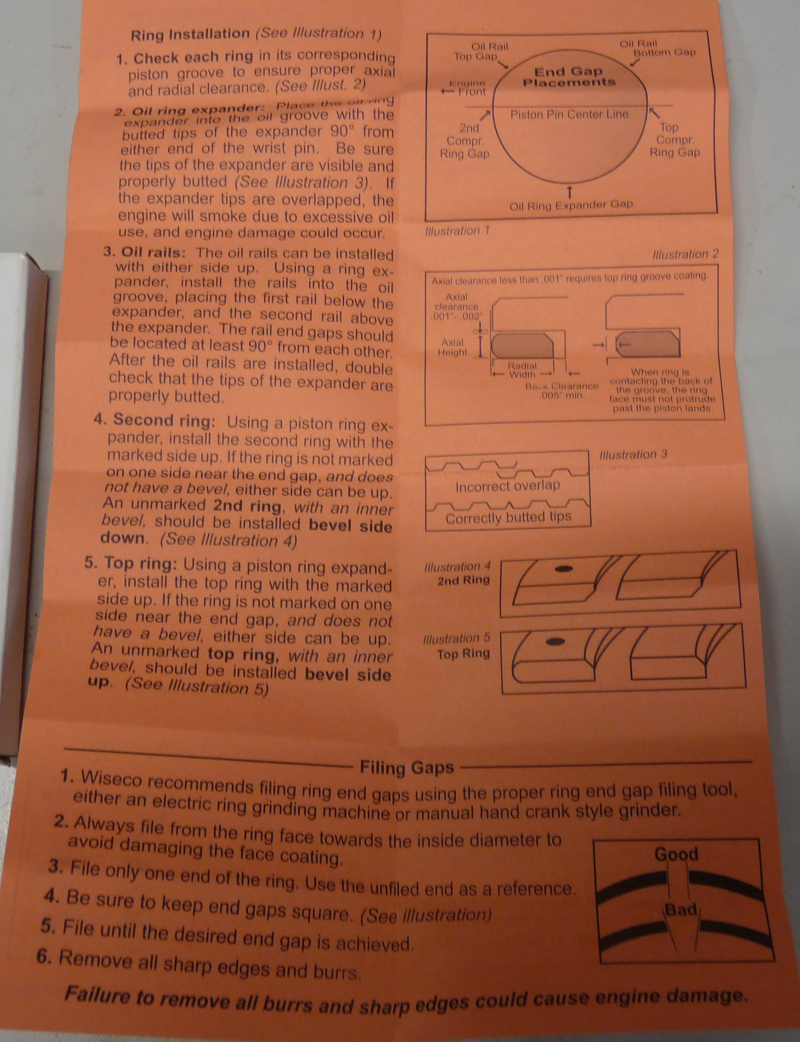 Ring Installation (See Illustration 1)
1. Check each ring in its corresponding
piston groove to ensure proper axial
and radial clearance. (See Illust. 2)
2. Oil ring expander: Place the oil ring
expander into the oil groove with the
butted tips of the expander 90° from
either end of the wrist pin. Be sure
the tips of the expander are visible and
properly butted (See Illustration 3). If
the expander tips are overlapped, the
engine will smoke due to excessive oil
use, and engine damage could occur.
3. Oil rails: The oil rails can be installed
with either side up. Using a ring ex-
pander, install the rails into the oil
groove, placing the first rail below the
expander, and the second rail above
the expander. The rail end gaps should
be located at least 90° from each other.
After the oil rails are installed, double
check that the tips of the expander are
properly butted.
4. Second ring: Using a piston ring ex-
pander, install the second ring with the
marked side up. If the ring is not marked
on one side near the end gap, and does
not have a bevel, either side can be up.
An unmarked 2nd ring, with an inner
bevel, should be installed bevel side
down. (See Illustration 4)
5. Top ring: Using a piston ring expand-
er, install the top ring with the marked
side up. If the ring is not marked on one
side near the end gap, and does not
have a bevel, either side can be up.
An unmarked top ring, with an inner
bevel, should be installed bevel side
up. (See Illustration 5)
Oil Rail
Top Gap
Oil Rail
Bottom Gap
End Gap
Placements
Engine
Front
Piston Pin Center Line
2nd
Compr.
Ring Gap
Top
Compr.
Ring Gap
Oil Ring Expander Gap
Illustration 1
Illustration 2
Axial clearance less than .001" requires top ring groove coating.
Axial
clearance
.001"-.002"
Axial
Height
Radial
Width
Back Clearance
.005" min.
When ring is
contacting the back of
the groove, the ring
face must not protrude
past the piston lands.
Illustration 3
Incorrect overlap
Correctly butted tips
Illustration 4
2nd Ring
Illustration 5
Top Ring
Filing Gaps
1. Wiseco recommends filing ring end gaps using the proper ring end gap filing tool,
either an electric ring grinding machine or manual hand crank style grinder.
2. Always file from the ring face towards the inside diameter to
avoid damaging the face coating.
3. File only one end of the ring. Use the unfiled end as a reference.
4. Be sure to keep end gaps square. (See illustration)
5. File until the desired end gap is achieved.
6. Remove all sharp edges and burrs.
Good
Bad
Failure to remove all burrs and sharp edges could cause engine damage.